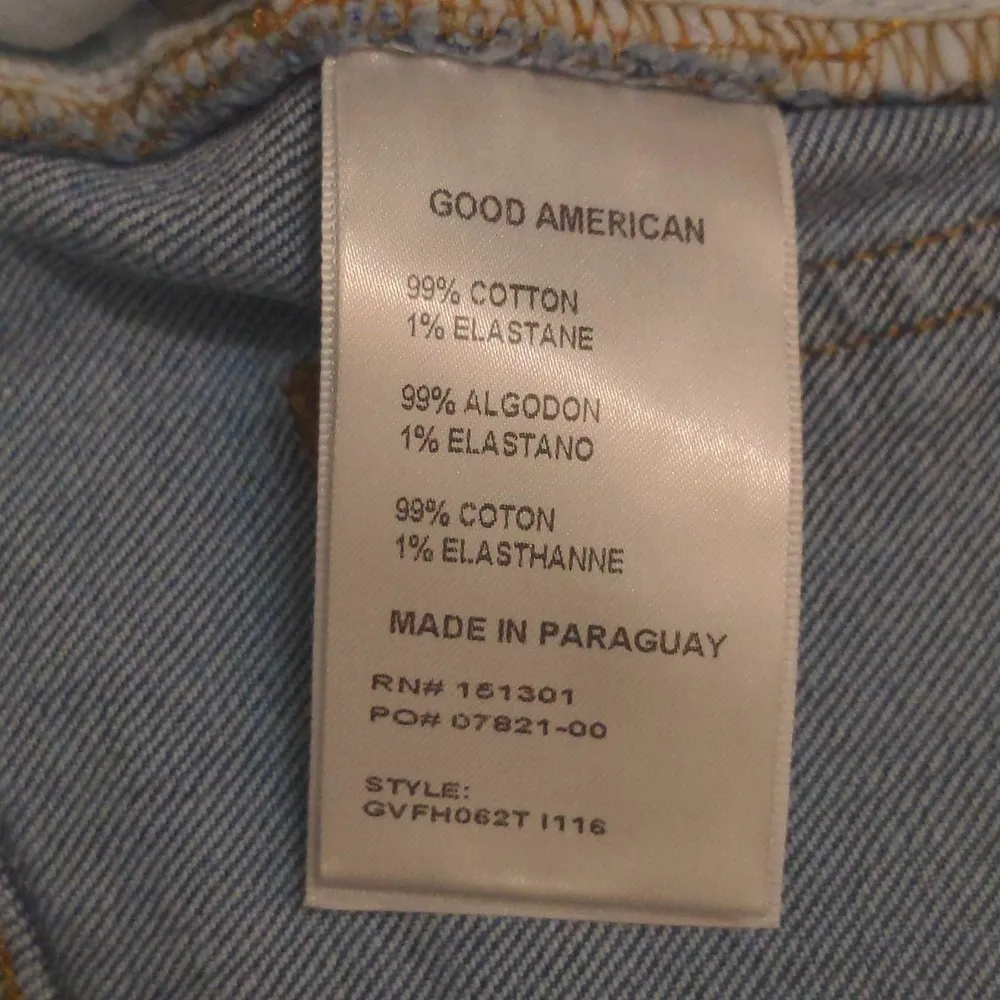 GOOD AMERICAN
99% COTTON
1% ELASTANE
99% ALGODON
1% ELASTANO
99% COTON
1% ELASTHANNE
MADE IN PARAGUAY
RN# 151301
PO# 07821-00
STYLE:
GVFH062T I116